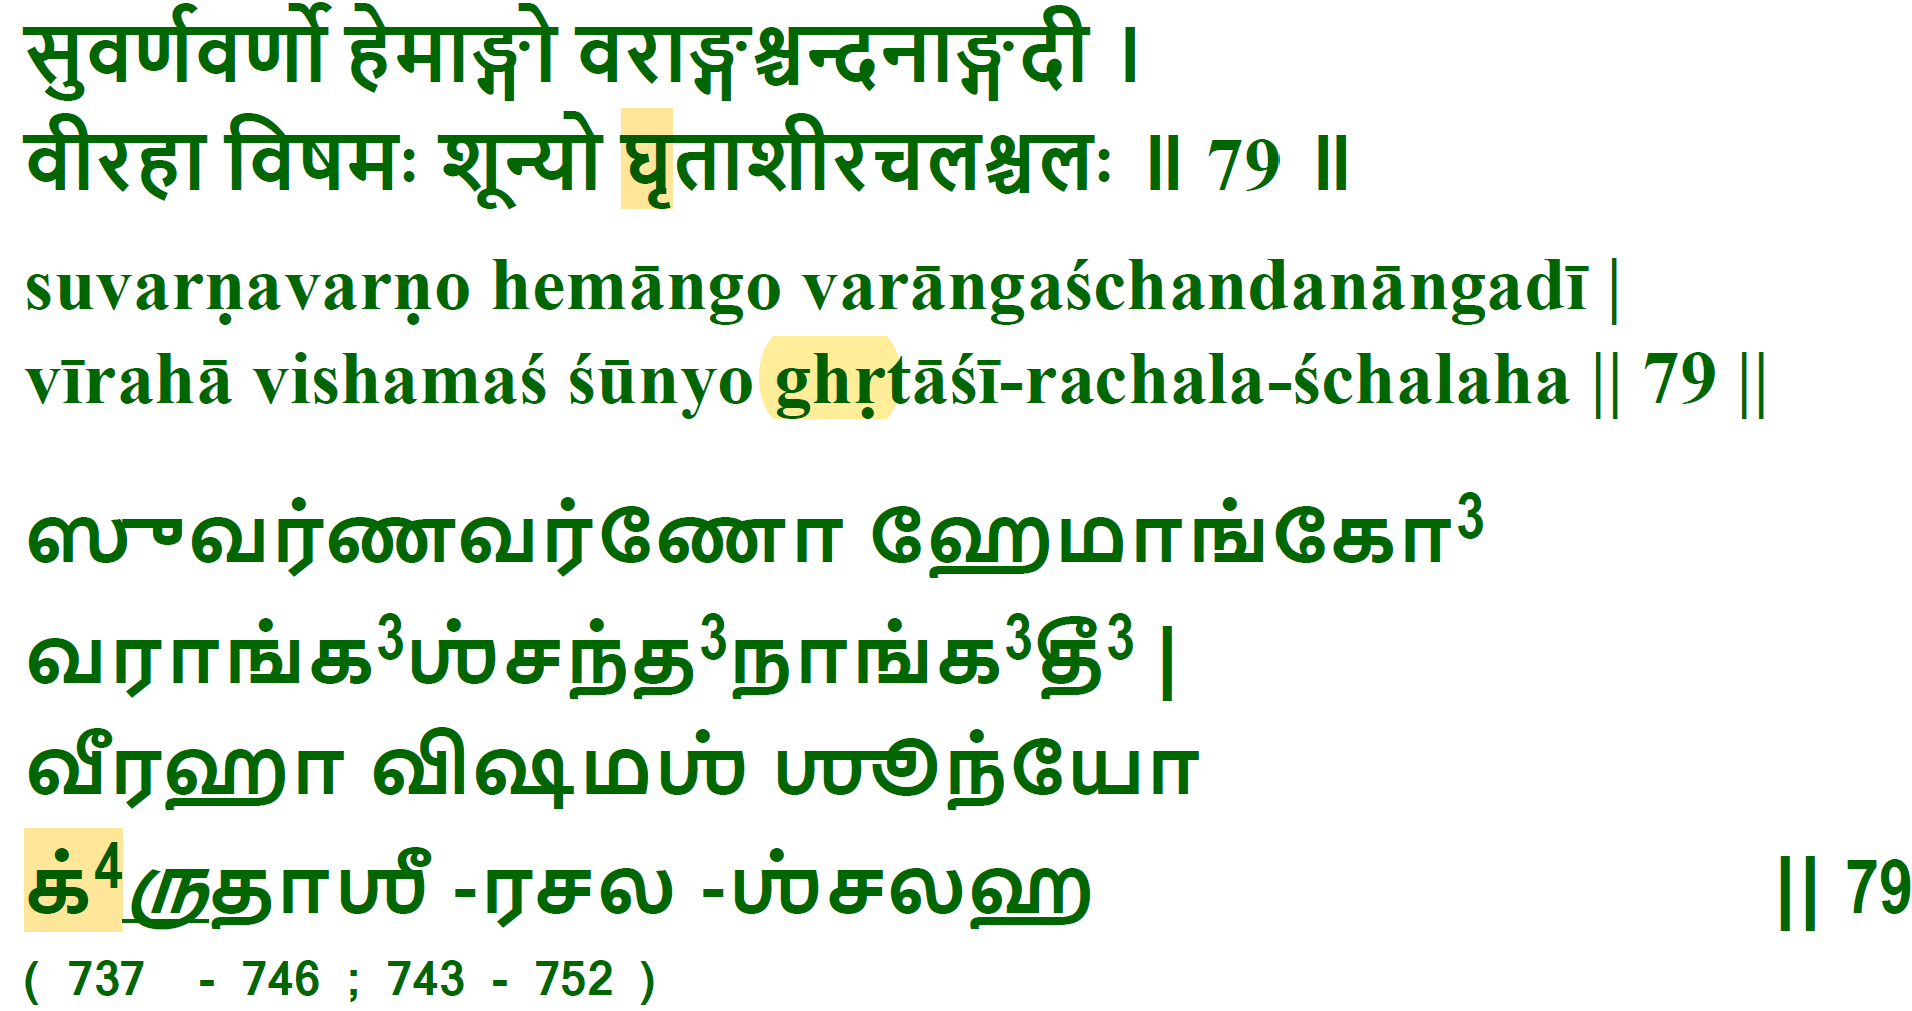 सुवर्णवर्णो हेमाङ्गो वराङ्गश्चन्दनाङ्गदी ।
वीरहा विषमः शून्यो घृताशीरचलश्चलः ॥ 79 ॥
suvarṇavarṇo hemāngo varāngaśchandanāngadī |
vīrahā vishamaś śūnyo ghṛtāśī-rachala-śchalaha || 79 ||
ஸுவர்ணவர்ணோ ஹேமாங்கோ³
வராங்க³ஶ்சந்த³நாங்க³தீ³ |
வீரஹா விஷமஶ் ஶூந்யோ
க்⁴ருதாஶீ -ரசல -ஶ்சலஹ || 79
( 737 - 746 ; 743 - 752 )